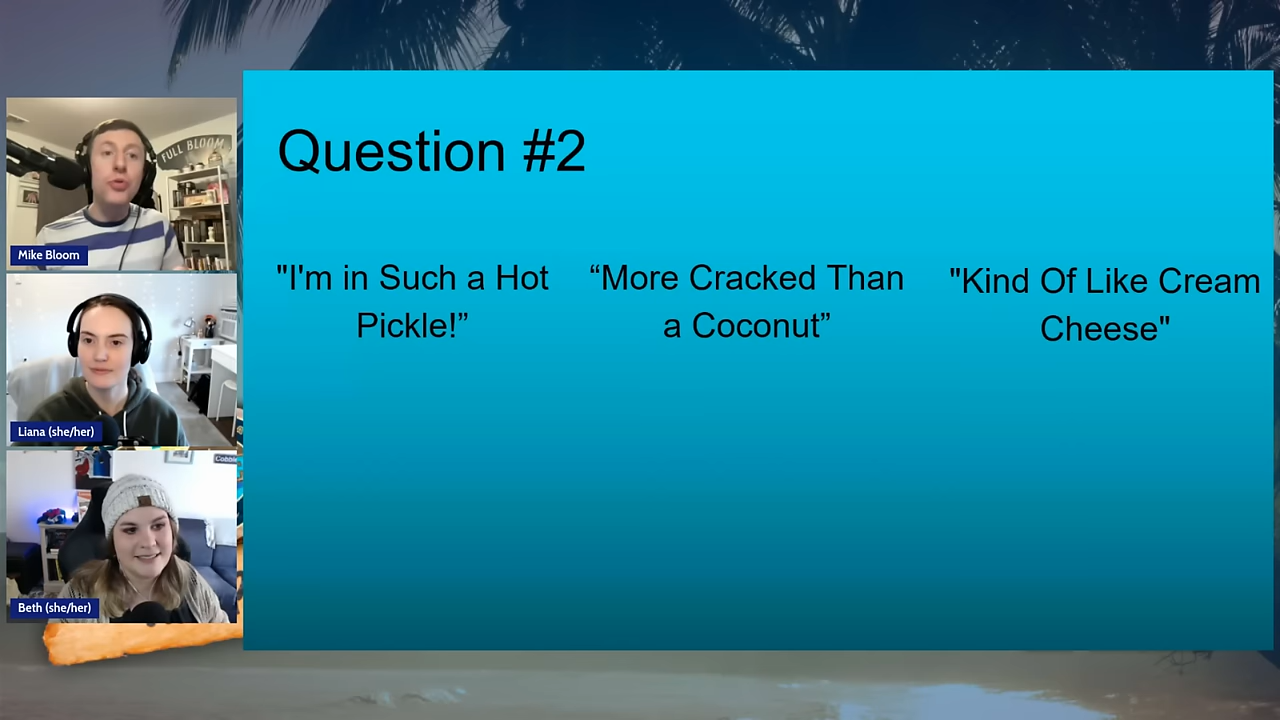 FULL BLOOM
Mike Bloom
Liana (she/her)
Cobble
Beth (she/her)
Question #2
"I'm in Such a Hot
Pickle!”
“More Cracked Than
a Coconut”
"Kind Of Like Cream
Cheese"